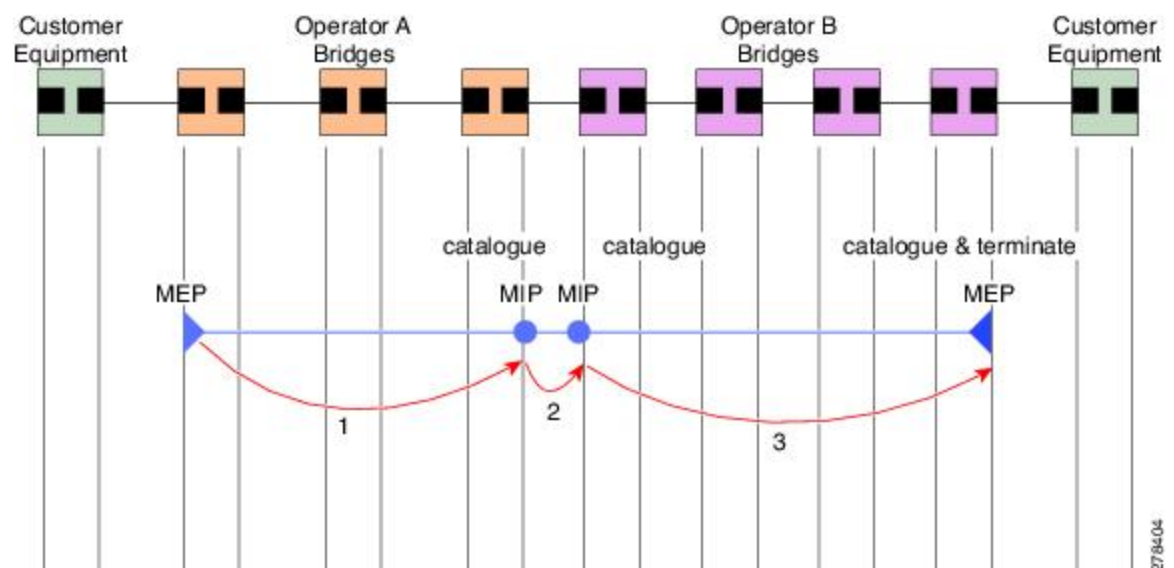 Customer
Equipment
Operator A
Bridges
Operator B
Bridges
Customer
Equipment
catalogue
catalogue
catalogue & terminate
MEP
MIP
MIP
MEP
1
2
3
278404